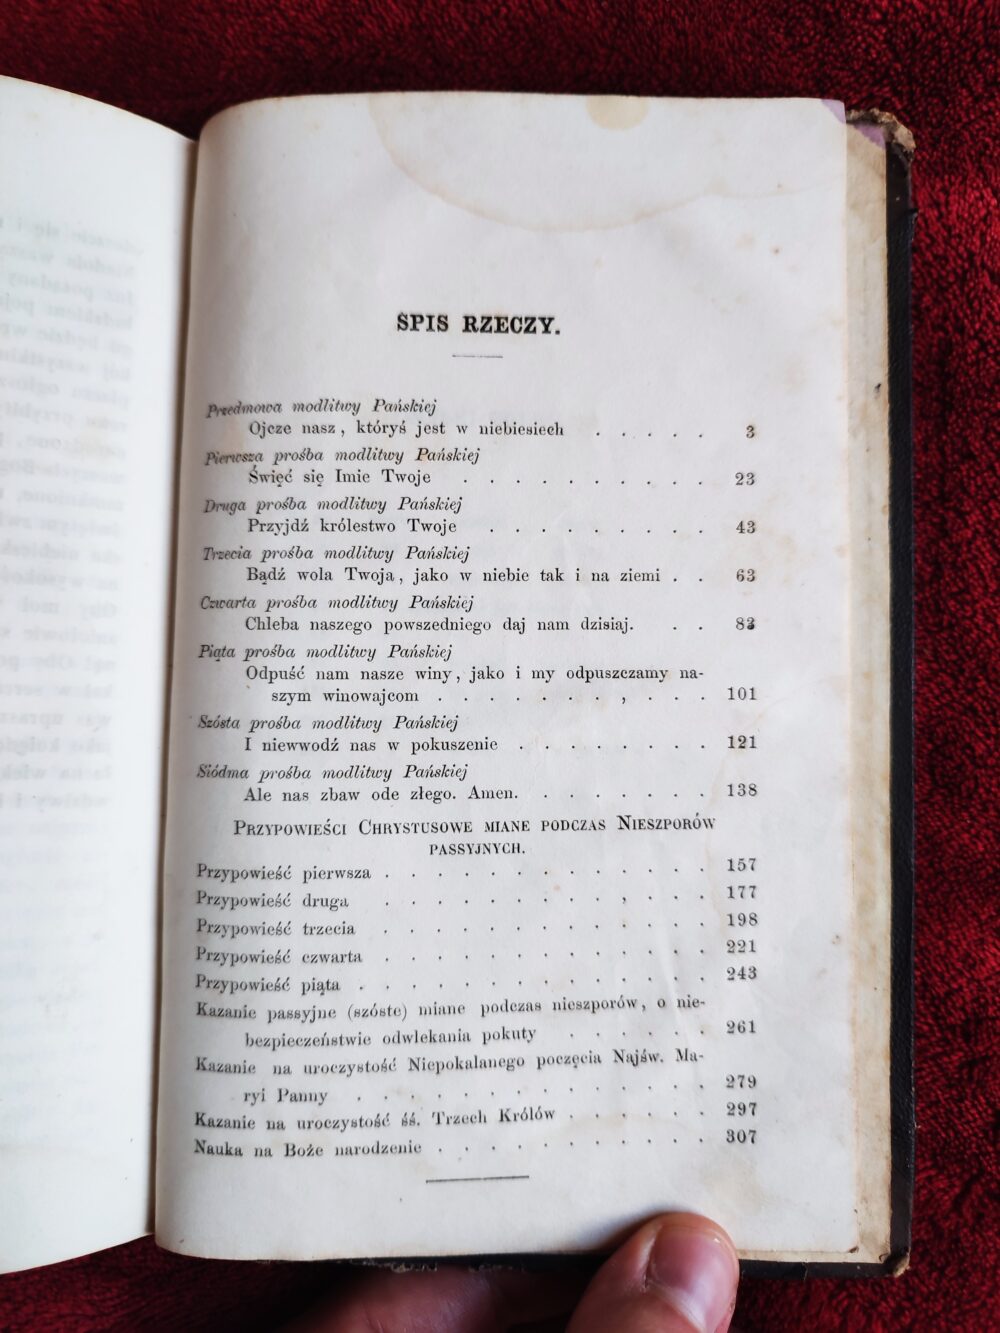 SPIS RZECZY.
Przedmowa modlitwy Pańskiej
Ojcze nasz, któryś jest w niebiesiech . . . . . 3
Pierwsza prośba modlitwy Pańskiej
Święć się Imie Twoje . . . . . . . . . . 23
Druga prośba modlitwy Pańskiej
Przyjdź królestwo Twoje . . . . . . . . . 43
Trzecia prośba modlitwy Pańskiej
Bądź wola Twoja, jako w niebie tak i na ziemi . . 63
Czwarta prośba modlitwy Pańskiej
Chleba naszego powszedniego daj nam dzisiaj. . . 83
Piąta prośba modlitwy Pańskiej
Odpuść nam nasze winy, jako i my odpuszczamy na-
szym winowajcom . . . . . . . , . . . 101
Szósta prośba modlitwy Pańskiej
I niewwodź nas w pokuszenie . . . . . . . . 121
Siódma prośba modlitwy Pańskiej
Ale nas zbaw ode złego. Amen. . . . . . . . 138
Przypowieści Chrystusowe miane podczas Nieszporów
passyjnych.
Przypowieść pierwsza . . . . . . . . . . . . . 157
Przypowieść druga . . . . . . . . . , . . . 177
Przypowieść trzecia . . . . . . . . . . . . . 198
Przypowieść czwarta . . . . . . . . . . . . . 221
Przypowieść piąta . . . . . . . . . . . . . . 243
Kazanie passyjne (szóste) miane podczas nieszporów, o nie-
bezpieczeństwie odwlekania pokuty . . . . . . 261
Kazanie na uroczystość Niepokalanego poczęcia Najśw. Ma-
ryi Panny . . . . . . . . . . . . . . 279
Kazanie na uroczystość śś. Trzech Królów . . . . . . 297
Nauka na Boże narodzenie . . . . . . . . . . . 307